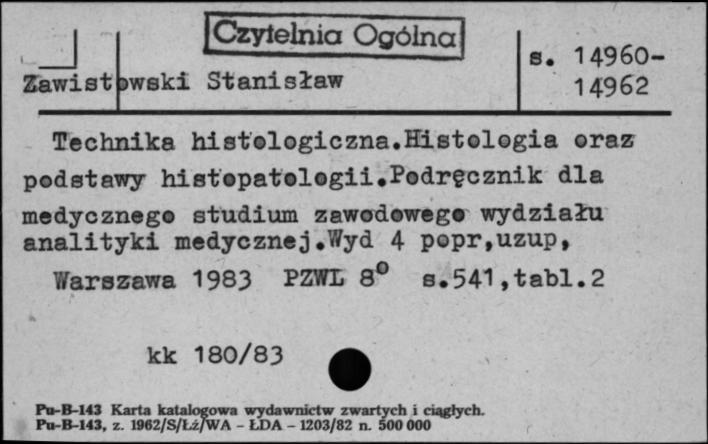 Czytelnia Ogólna
s. 14960-
Zawistowski Stanisław
14962
Technika histologiczna.Histologia oraz
podstawy histopatologii.Podręcznik dla
medycznego studium zawodowego wydziału
analityki medycznej.Wyd 4 popr,uzup,
Warszawa 1983 PZWL 8° s.541,tabl.2
kk 180/83
Pu-B-143 Karta katalogowa wydawnictw zwartych i ciągłych.
Pu-B-143, z. 1962/S/Łż/WA - ŁDA - 1203/82 n. 500 000